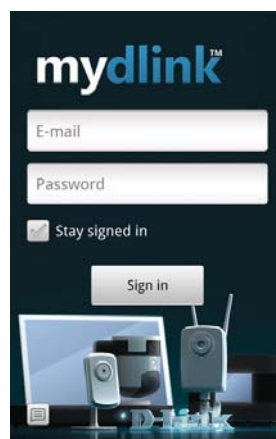 mydlink™
E-mail
Password
Stay signed in
Sign in
D-Link